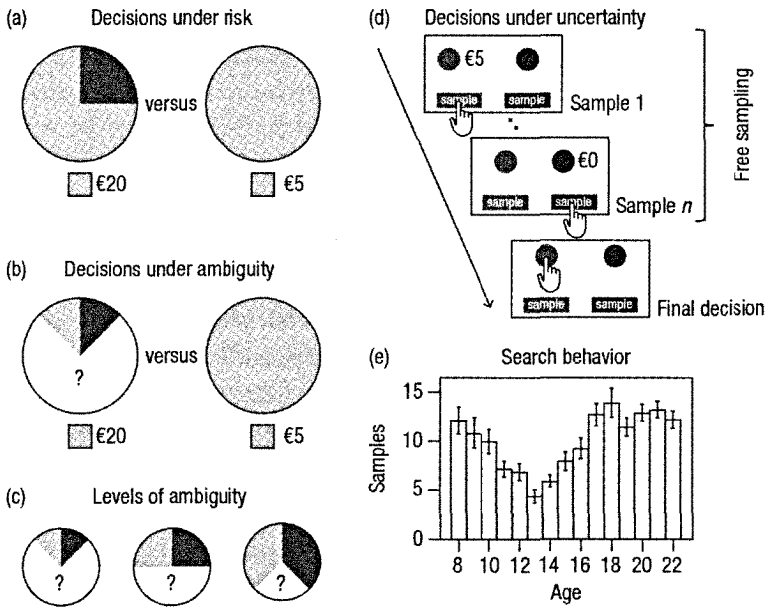 (a) Decisions under risk
versus
€20
€5
(b) Decisions under ambiguity
?
versus
€20
€5
(c) Levels of ambiguity
?
?
?
(d) Decisions under uncertainty
€5
sample
sample
Sample 1
€0
sample
sample
Sample n
Free sampling
sample
sample
Final decision
(e) Search behavior
Samples
15
10
5
0
8 10 12 14 16 18 20 22
Age